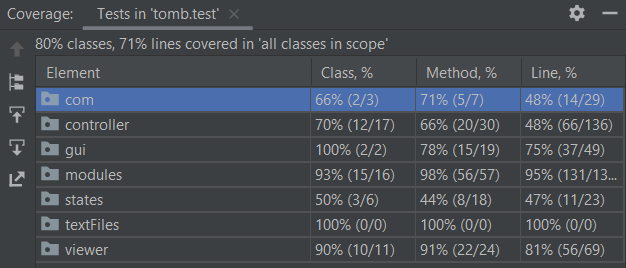 Coverage: Tests in 'tomb.test' ×
80% classes, 71% lines covered in 'all classes in scope'
Element Class, % Method, % Line, %
com 66% (2/3) 71% (5/7) 48% (14/29)
controller 70% (12/17) 66% (20/30) 48% (66/136)
gui 100% (2/2) 78% (15/19) 75% (37/49)
modules 93% (15/16) 98% (56/57) 95% (131/13...
states 50% (3/6) 44% (8/18) 47% (11/23)
textFiles 100% (0/0) 100% (0/0) 100% (0/0)
viewer 90% (10/11) 91% (22/24) 81% (56/69)